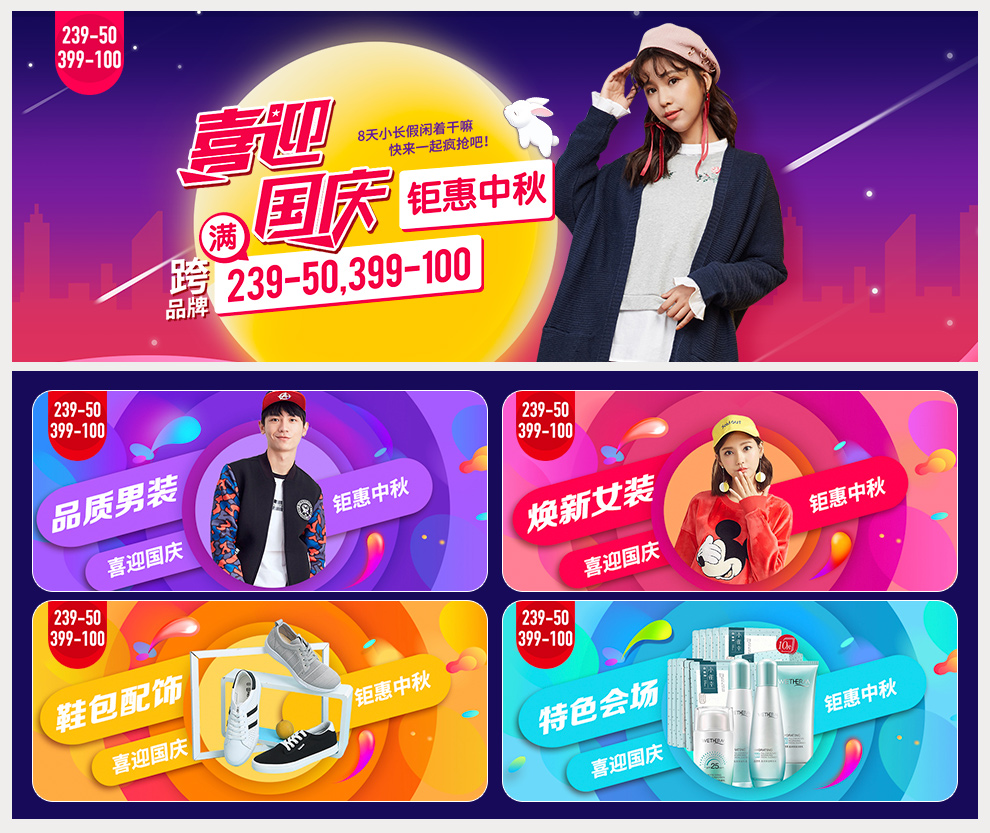 239-50
399-100
喜迎
国庆
8天小长假闲着干嘛
快来一起疯抢吧！
钜惠中秋
满
跨
品牌
239-50,399-100
239-50
399-100
品质男装
钜惠中秋
喜迎国庆
239-50
399-100
焕新女装
钜惠中秋
喜迎国庆
239-50
399-100
鞋包配饰
钜惠中秋
喜迎国庆
239-50
399-100
特色会场
钜惠中秋
喜迎国庆
25